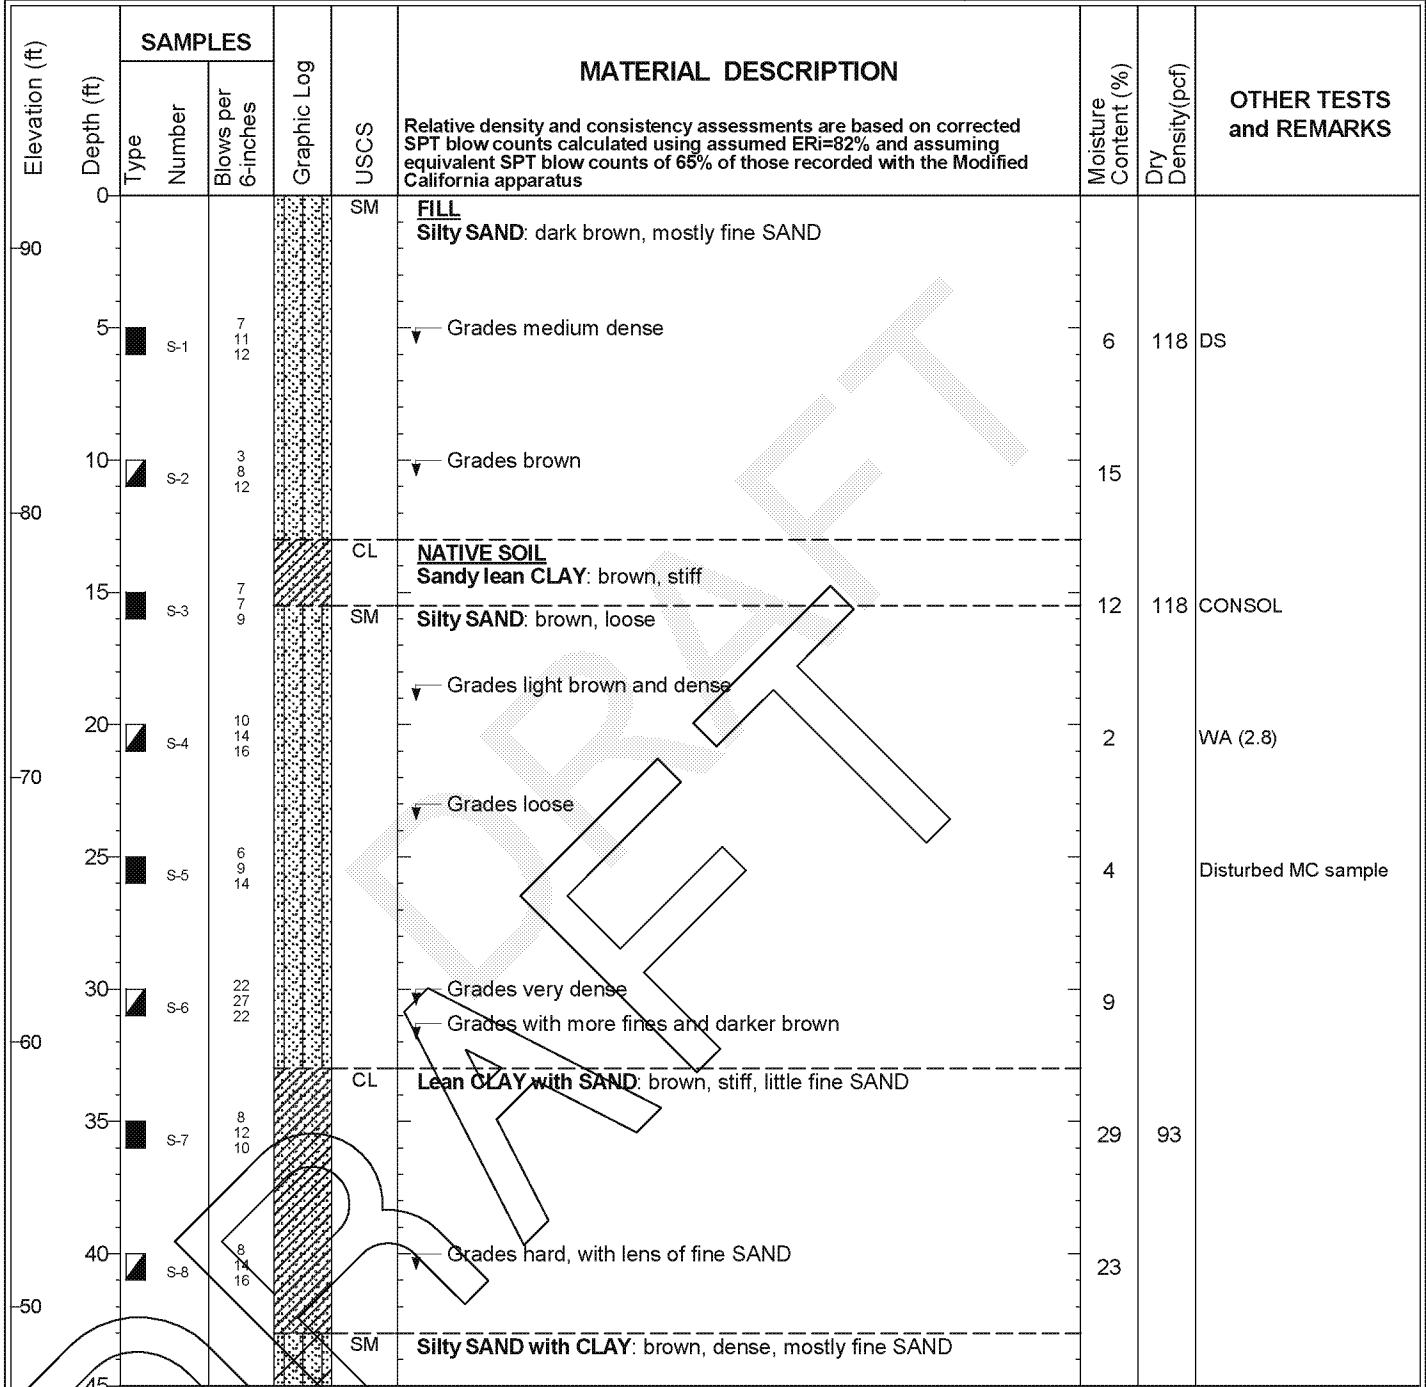 Elevation (ft)
Depth (ft)
SAMPLES
Type
Number
Blows per
6-inches
Graphic Log
USCS
MATERIAL DESCRIPTION
Relative density and consistency assessments are based on corrected
SPT blow counts calculated using assumed ERi=82% and assuming
equivalent SPT blow counts of 65% of those recorded with the Modified
California apparatus
Moisture
Content (%)
Dry
Density(pcf)
OTHER TESTS
and REMARKS
0
SM
FILL
Silty SAND: dark brown, mostly fine SAND
90
5
S-1
7
11
12
Grades medium dense
6
118
DS
10
S-2
3
8
12
Grades brown
15
80
CL
NATIVE SOIL
Sandy lean CLAY: brown, stiff
15
S-3
7
7
9
12
118
CONSOL
SM
Silty SAND: brown, loose
Grades light brown and dense
20
S-4
10
14
16
2
WA (2.8)
70
Grades loose
25
S-5
6
9
14
4
Disturbed MC sample
30
S-6
22
27
22
Grades very dense
9
Grades with more fines and darker brown
60
CL
Lean CLAY with SAND: brown, stiff, little fine SAND
35
S-7
8
12
10
29
93
40
S-8
8
14
16
Grades hard, with lens of fine SAND
23
50
SM
Silty SAND with CLAY: brown, dense, mostly fine SAND
45
DRAFT
DRAFT